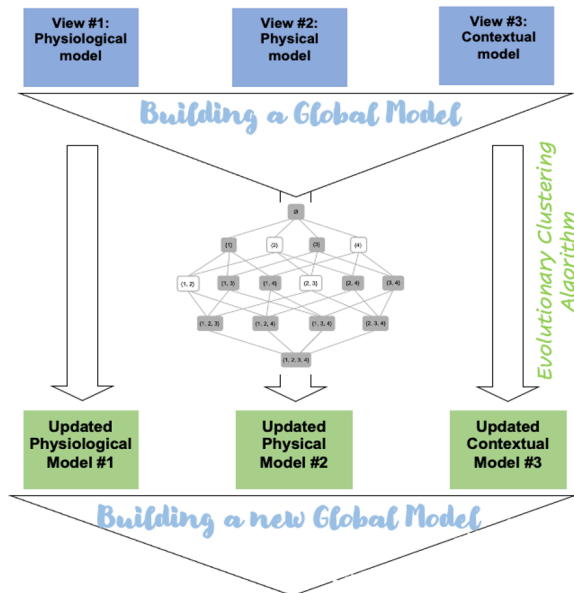 View #1:
Physiological
model
View #2:
Physical
model
View #3:
Contextual
model
Building a Global Model
Evolutionary Clustering
Algorithm
{1}
{2}
{3}
{4}
{1, 2}
{1, 3}
{1, 4}
{2, 3}
{2, 4}
{3, 4}
{1, 2, 3}
{1, 2, 4}
{1, 3, 4}
{2, 3, 4}
{1, 2, 3, 4}
Updated
Physiological
Model #1
Updated
Physical
Model #2
Updated
Contextual
Model #3
Building a new Global Model